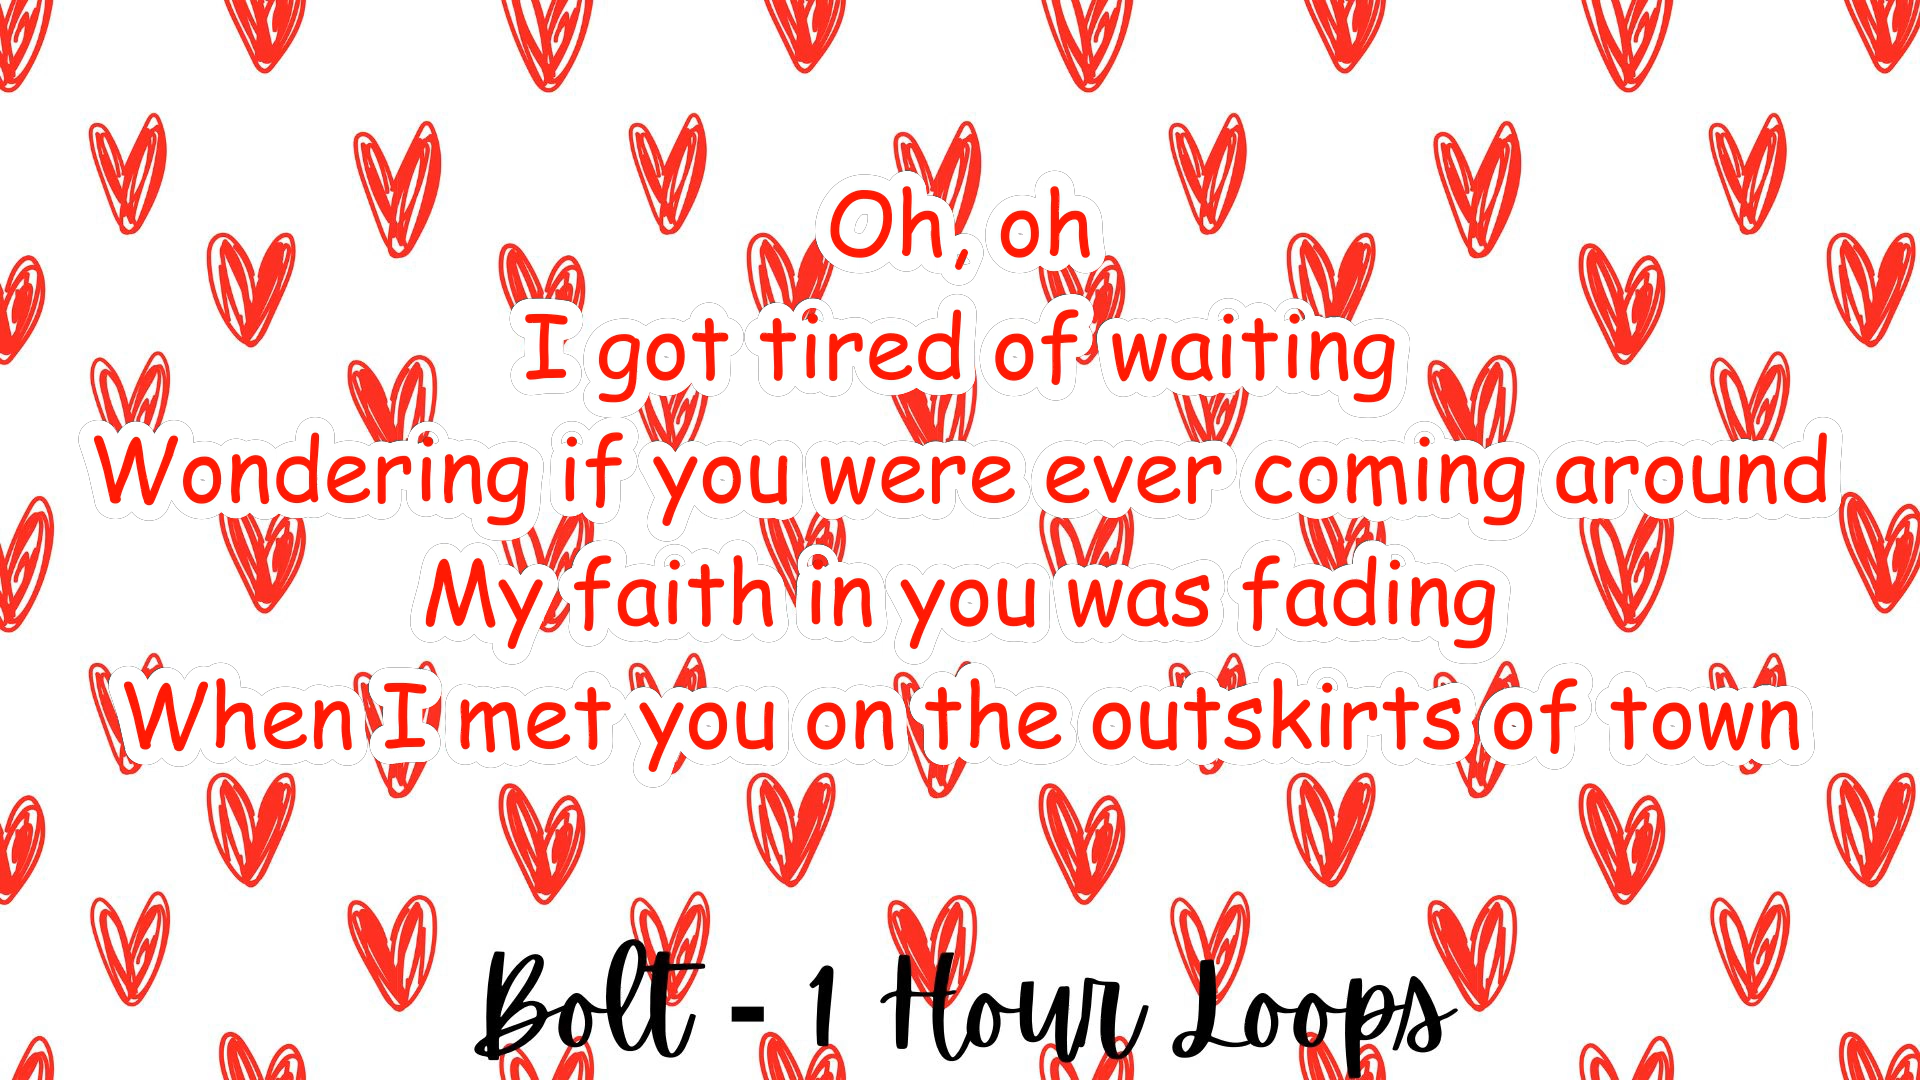 Oh, oh
I got tired of waiting
Wondering if you were ever coming around
My faith in you was fading
When I met you on the outskirts of town
Bolt - 1 Hour Loops